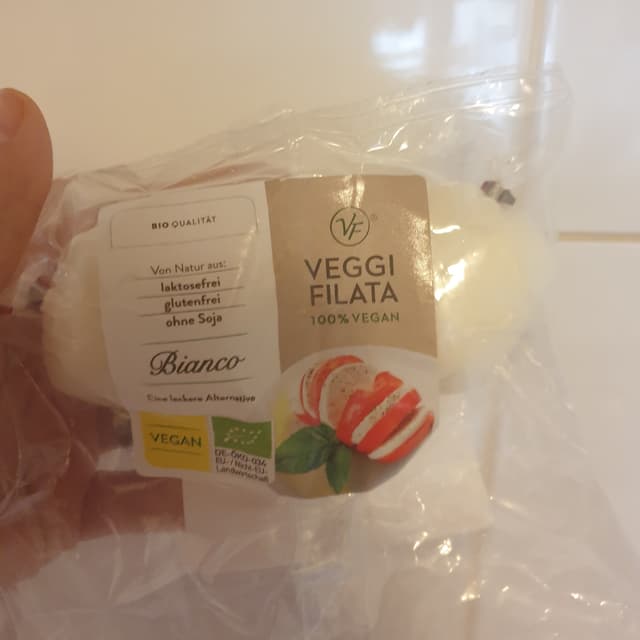 BIO QUALITÄT
Von Natur aus:
laktosefrei
glutenfrei
ohne Soja
Bianco
Eine leckere Alternative
VEGAN
DE-ÖKO-034
EU- / Nicht-EU-
Landwirtschaft
VF®
VEGGI
FILATA
100% VEGAN